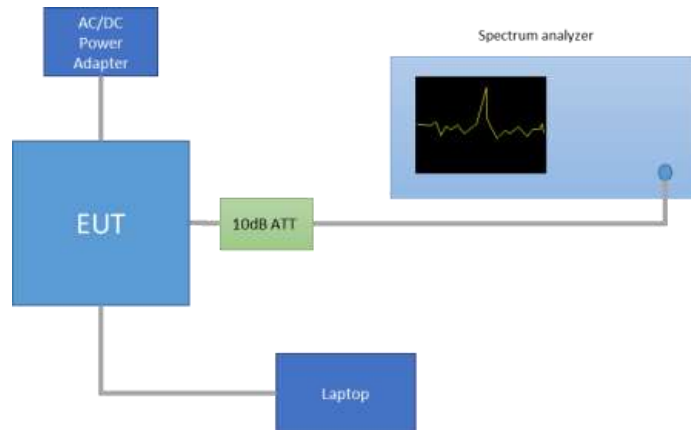 AC/DC
Power
Adapter
Spectrum analyzer
EUT
10dB ATT
Laptop